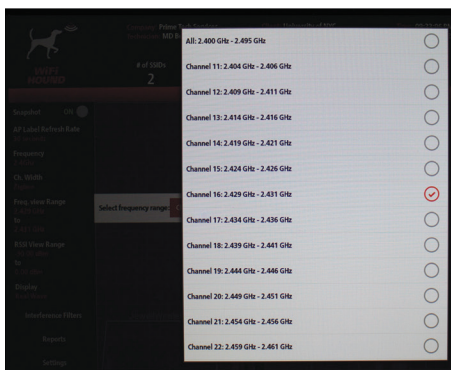 # of SSIDs
2
Snapshot ON
AP Label Refresh Rate
Frequency
Ch. Width
Freq. view Range
to
RSSI View Range
to
Display
Interference Filters
Reports
Settings
Select frequency range:
All: 2.400 GHz - 2.495 GHz
Channel 11: 2.404 GHz - 2.406 GHz
Channel 12: 2.409 GHz - 2.411 GHz
Channel 13: 2.414 GHz - 2.416 GHz
Channel 14: 2.419 GHz - 2.421 GHz
Channel 15: 2.424 GHz - 2.426 GHz
Channel 16: 2.429 GHz - 2.431 GHz
Channel 17: 2.434 GHz - 2.436 GHz
Channel 18: 2.439 GHz - 2.441 GHz
Channel 19: 2.444 GHz - 2.446 GHz
Channel 20: 2.449 GHz - 2.451 GHz
Channel 21: 2.454 GHz - 2.456 GHz
Channel 22: 2.459 GHz - 2.461 GHz